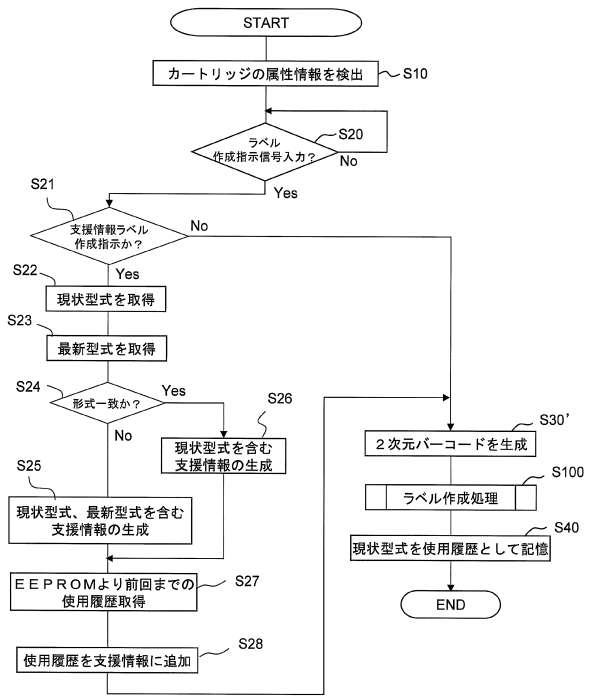 START
カートリッジの属性情報を検出
S10
ラベル
作成指示信号入力？
S20
No
Yes
S21
支援情報ラベル
作成指示か？
No
Yes
S22
現状型式を取得
S23
最新型式を取得
S24
形式一致か？
Yes
No
S26
現状型式を含む
支援情報の生成
S25
現状型式、最新型式を含む
支援情報の生成
ＥＥＰＲＯＭより前回までの
使用履歴取得
S27
使用履歴を支援情報に追加
S28
S30’
２次元バーコードを生成
S100
ラベル作成処理
S40
現状型式を使用履歴として記憶
END